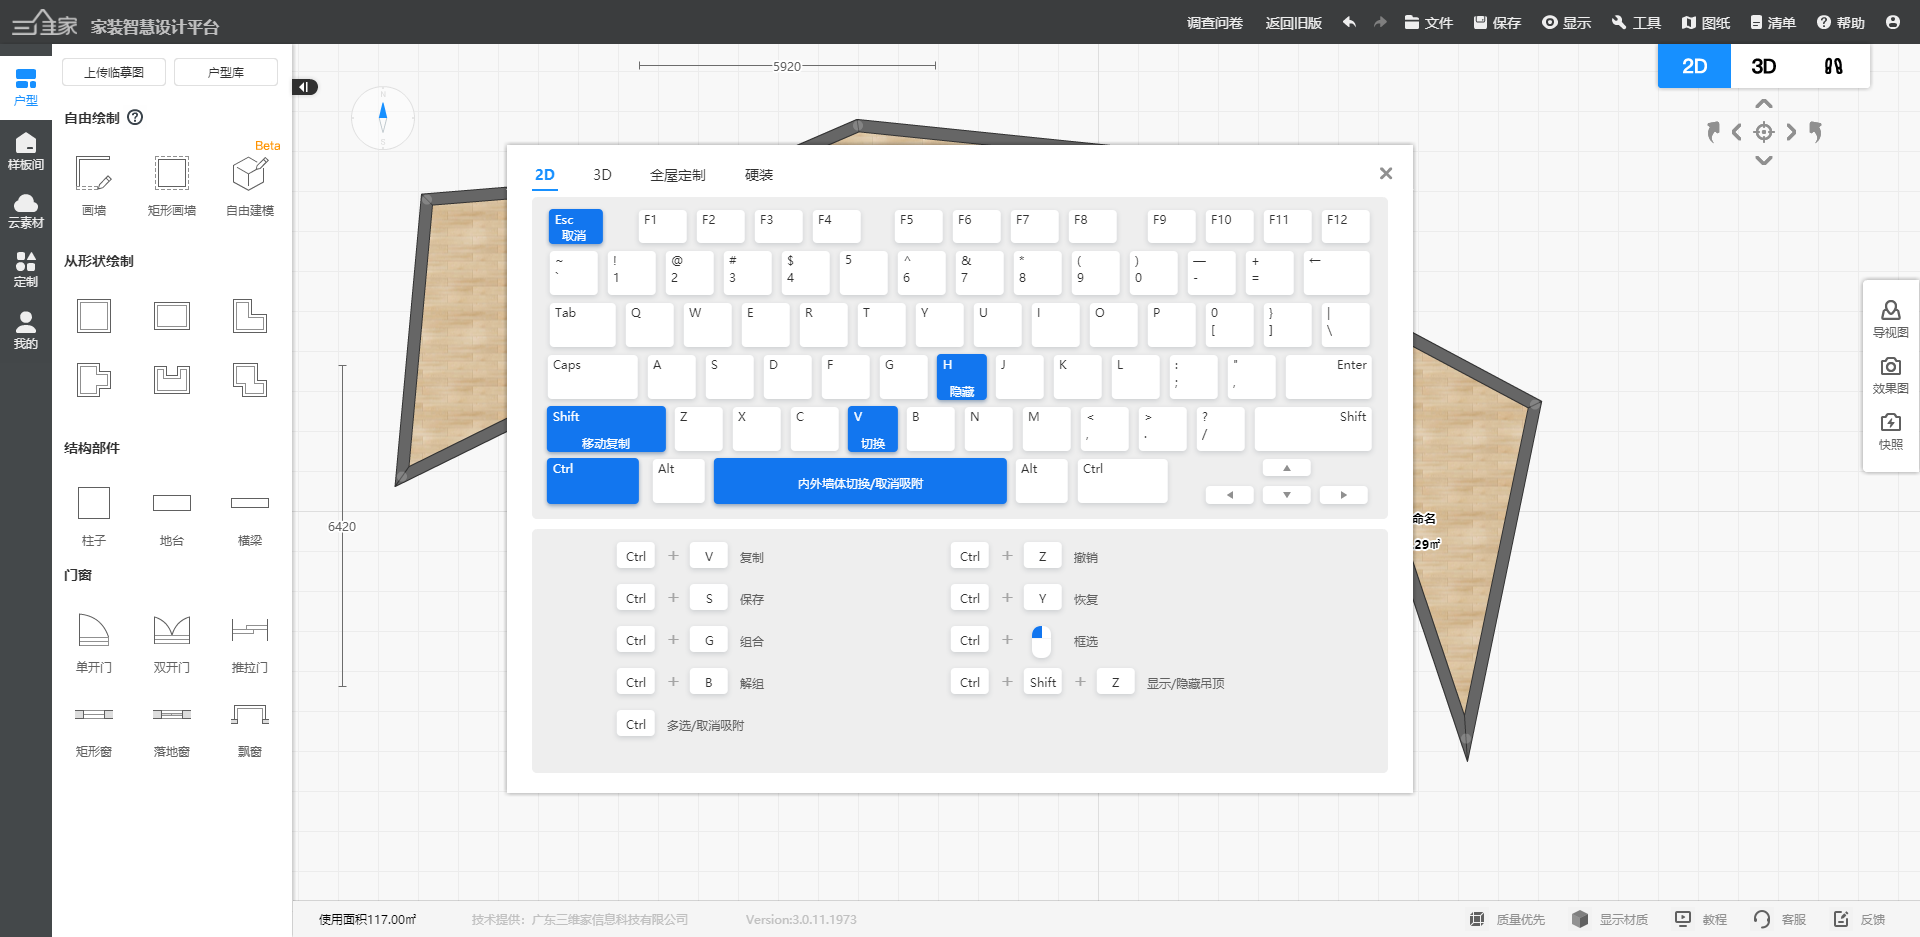 三维家 家装智慧设计平台 调查问卷 返回旧版 文件 保存 显示 工具 图纸 清单 帮助
2D 3D
户型
样板间
云素材
定制
我的
上传临摹图 户型库
自由绘制
Beta
画墙 矩形画墙 自由建模
从形状绘制
结构部件
柱子 地台 横梁
门窗
单开门 双开门 推拉门
矩形窗 落地窗 飘窗
5920
N
S
6420
2D 3D 全屋定制 硬装
Esc 取消 F1 F2 F3 F4 F5 F6 F7 F8 F9 F10 F11 F12
~ ! @ # $ 5 ^ & * ( ) — + ←
` 1 2 3 4 6 7 8 9 0 - =
Tab Q W E R T Y U I O P 0 } |
[ ] \
Caps A S D F G H J K L : " Enter
隐藏 ; ,
Shift Z X C V B N M < > ? Shift
移动复制 切换 , . /
Ctrl Alt 内外墙体切换/取消吸附 Alt Ctrl
Ctrl + V 复制 Ctrl + Z 撤销
Ctrl + S 保存 Ctrl + Y 恢复
Ctrl + G 组合 Ctrl + 框选
Ctrl + B 解组 Ctrl + Shift + Z 显示/隐藏吊顶
Ctrl 多选/取消吸附
命名
29㎡
导视图
效果图
快照
使用面积117.00㎡ 技术提供：广东三维家信息科技有限公司 Version:3.0.11.1973 质量优先 显示材质 教程 客服 反馈